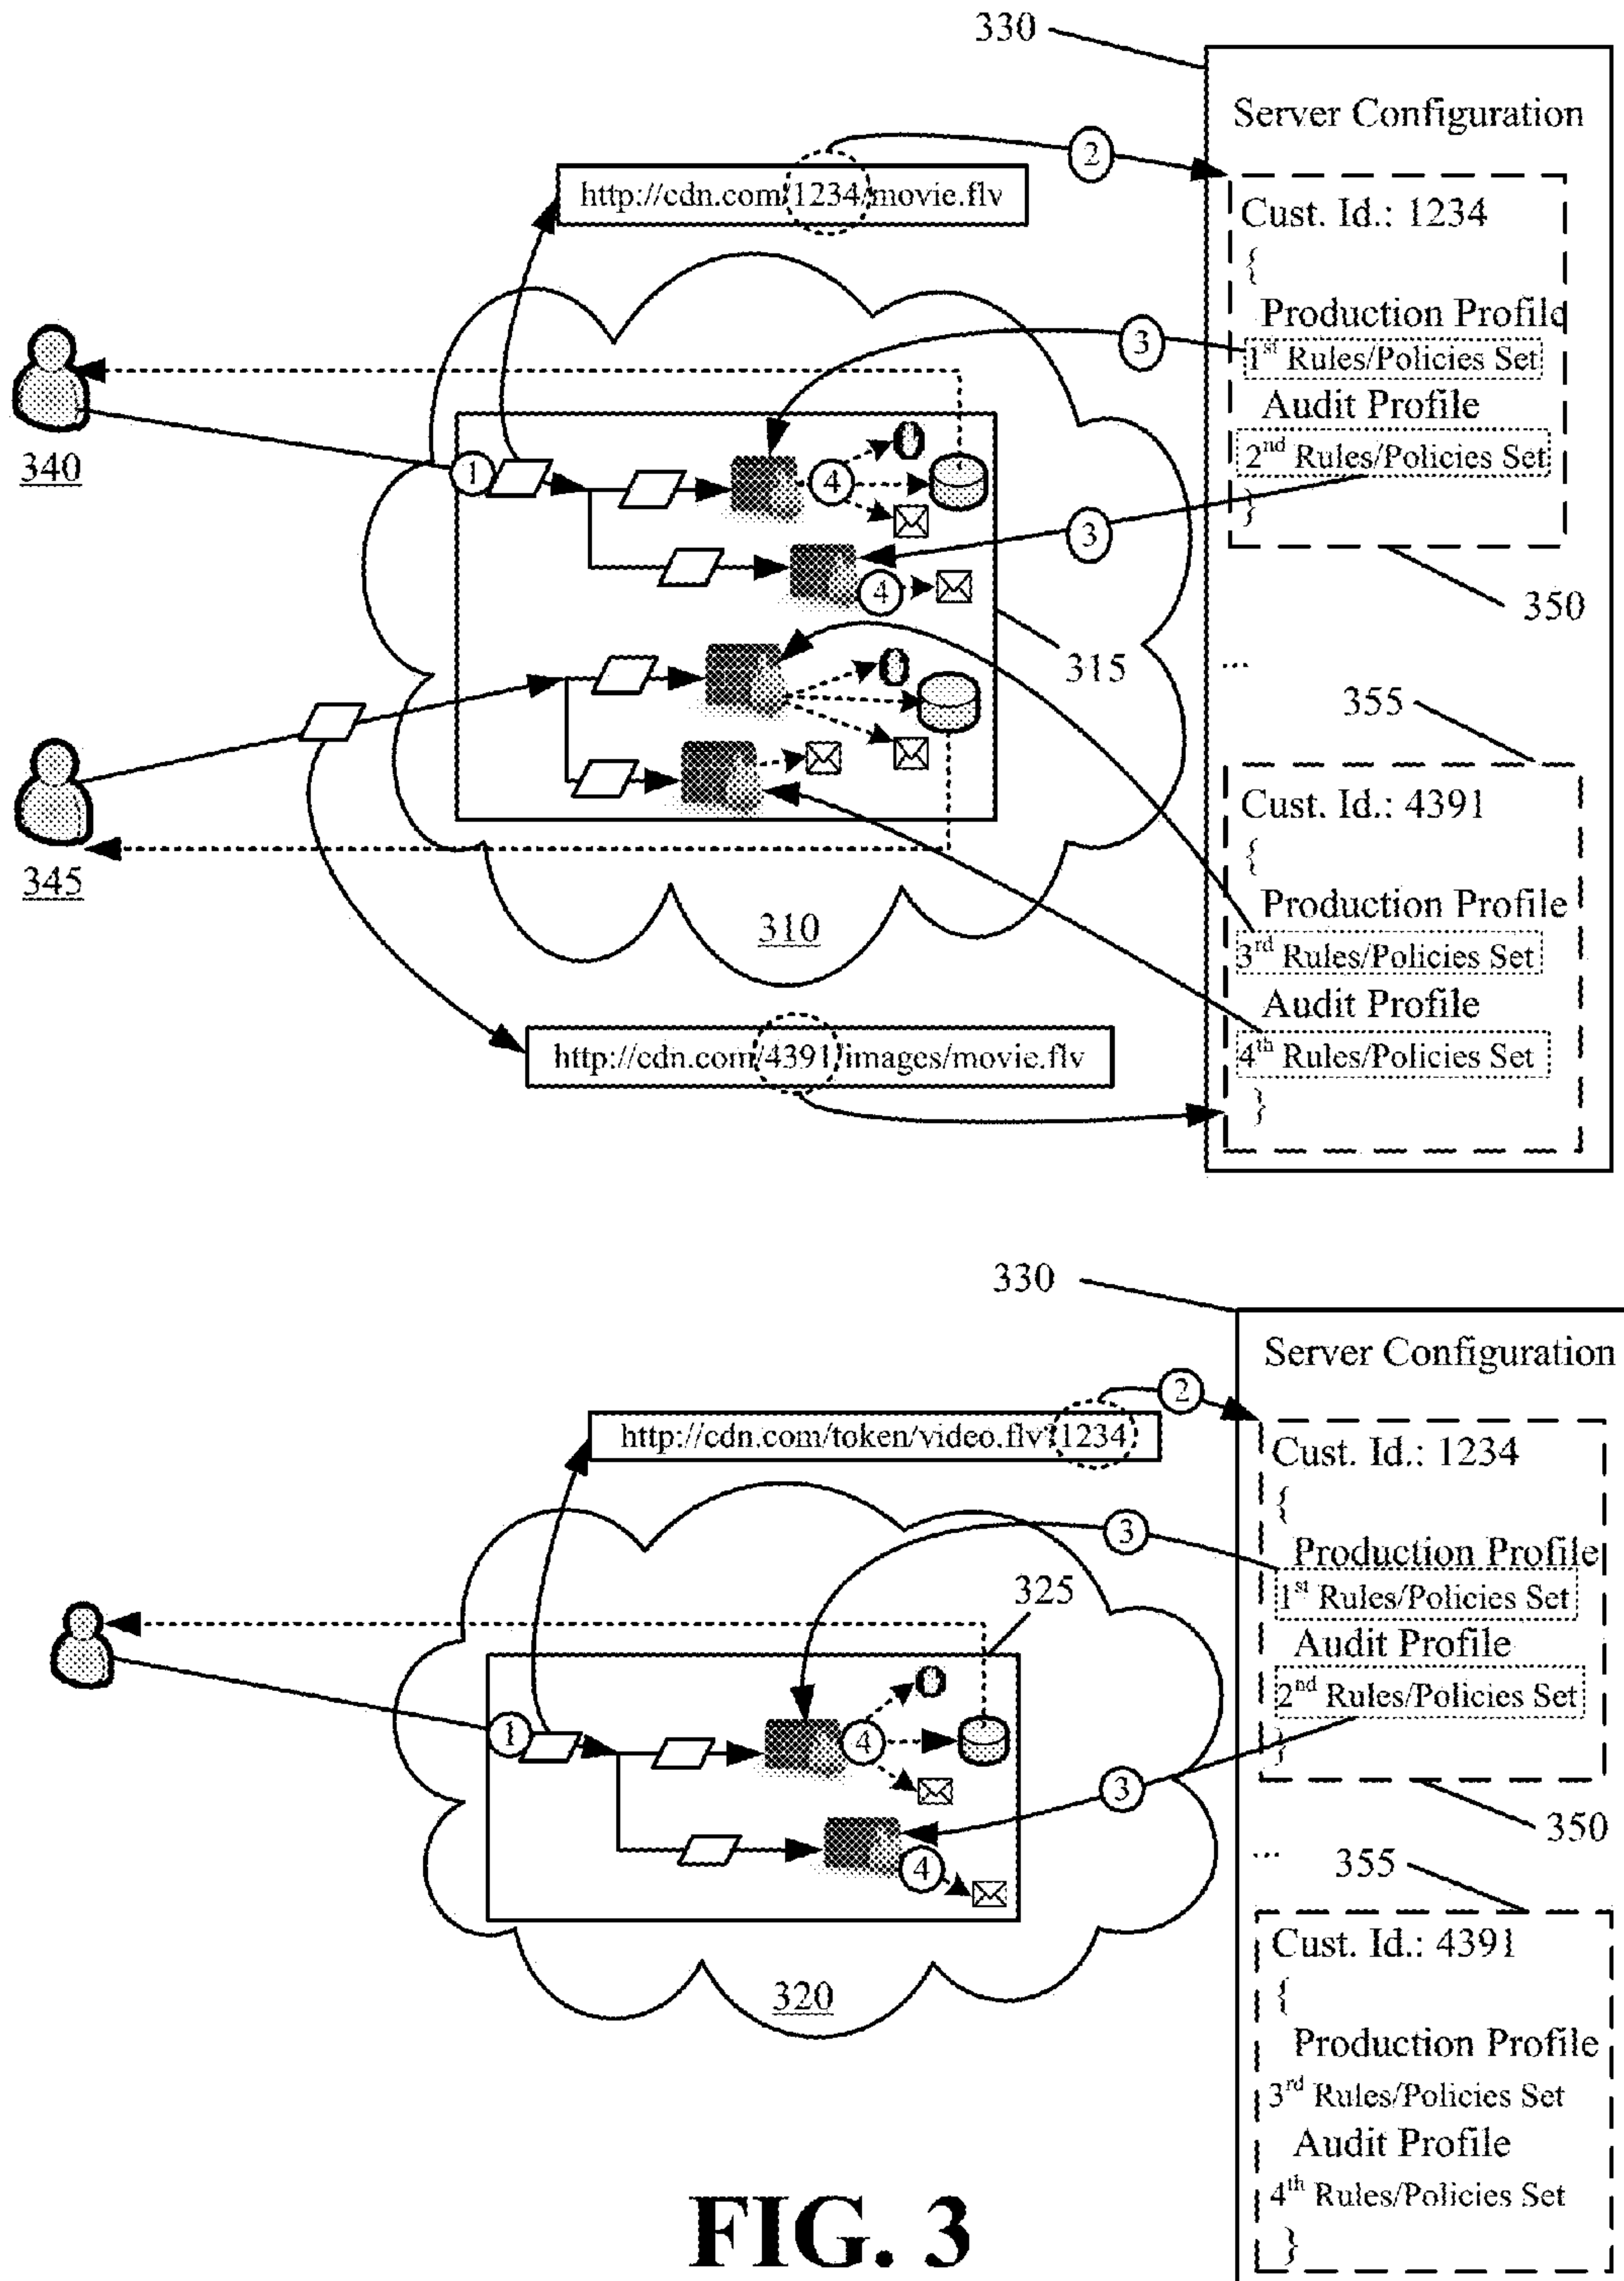 330
Server Configuration
2
http://cdn.com/1234/movie.flv
Cust. Id.: 1234
{
Production Profile
3
1st Rules/Policies Set
Audit Profile
340
1
4
2nd Rules/Policies Set
3
}
4
350
315
...
355
Cust. Id.: 4391
{
345
Production Profile
310
3rd Rules/Policies Set
Audit Profile
http://cdn.com/4391/images/movie.flv
4th Rules/Policies Set
}
330
Server Configuration
2
http://cdn.com/token/video.flv?1234
Cust. Id.: 1234
{
3
Production Profile
325
1st Rules/Policies Set
Audit Profile
2nd Rules/Policies Set
1
4
}
3
350
4
...
355
Cust. Id.: 4391
320
{
Production Profile
3rd Rules/Policies Set
Audit Profile
4th Rules/Policies Set
}
FIG. 3